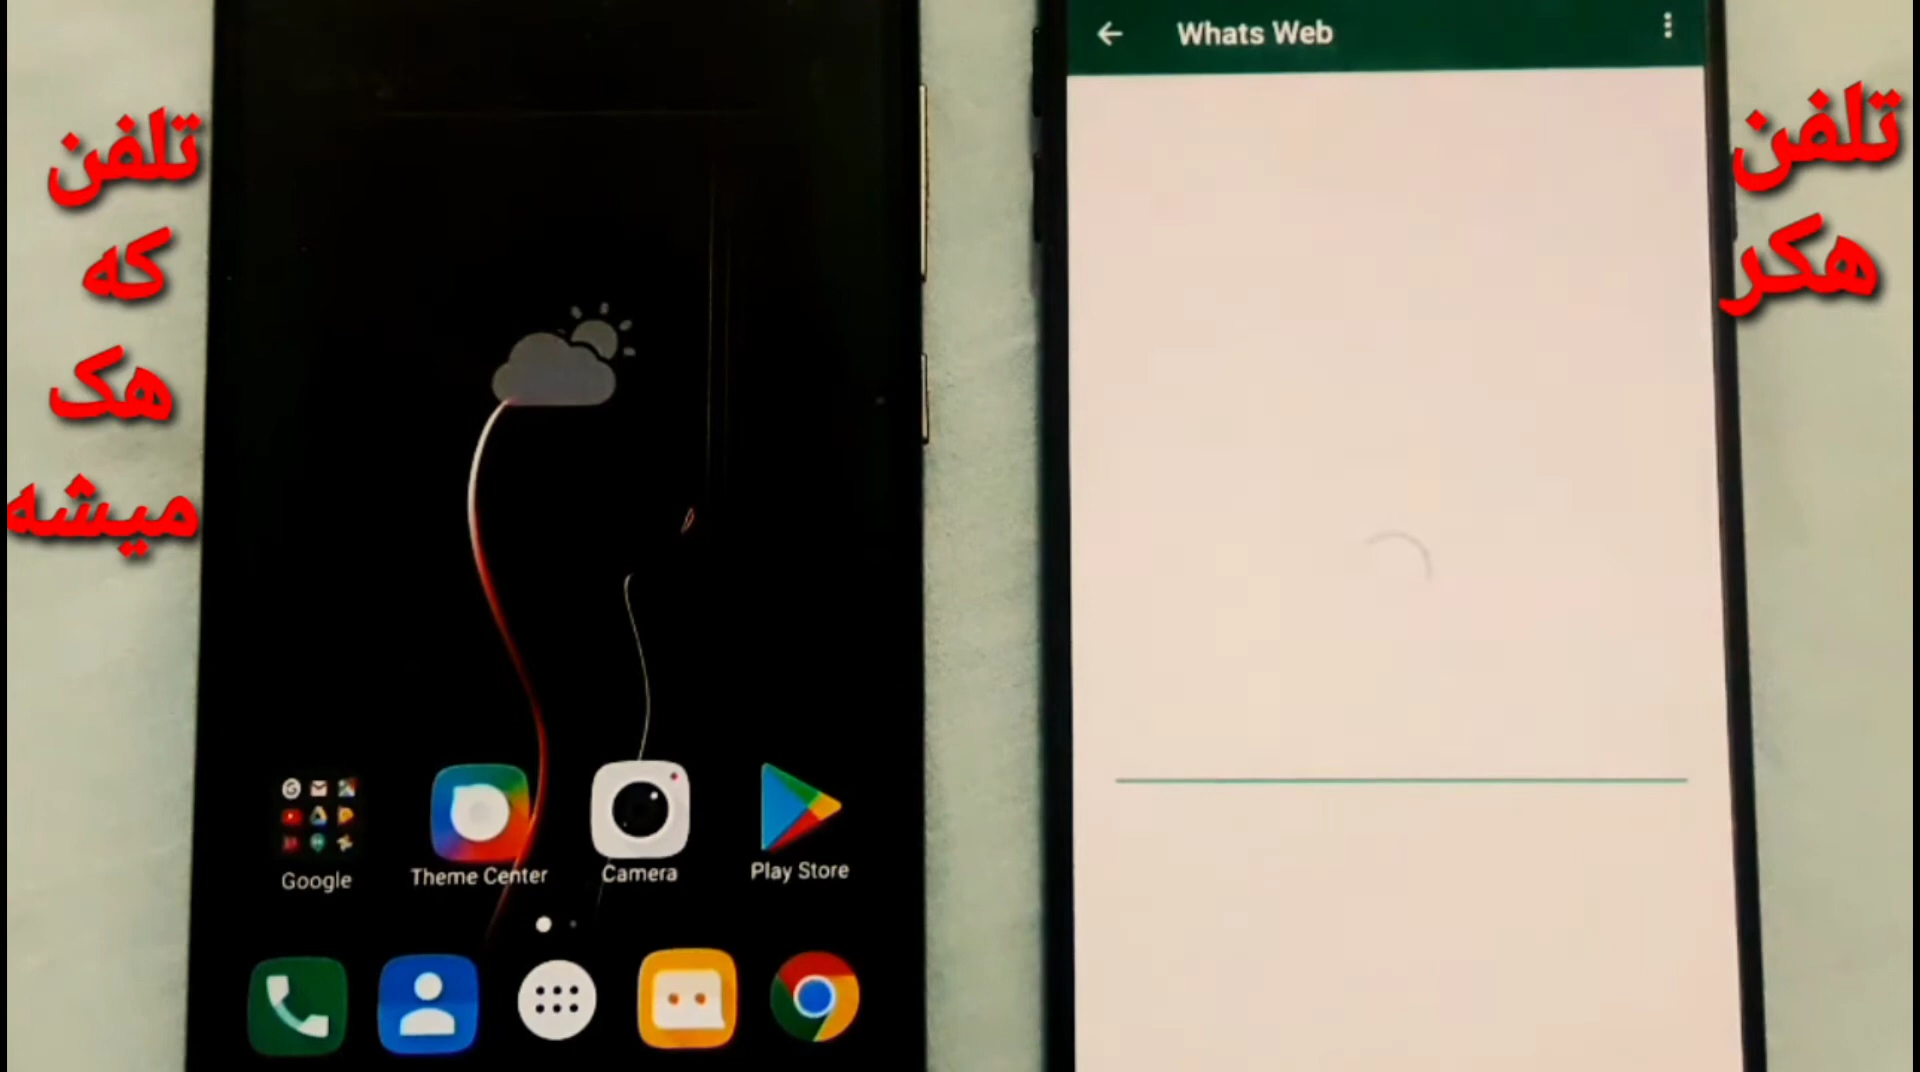 تلفن
که
هک
میشه
Google
Theme Center
Camera
Play Store
Whats Web
تلفن
هکر